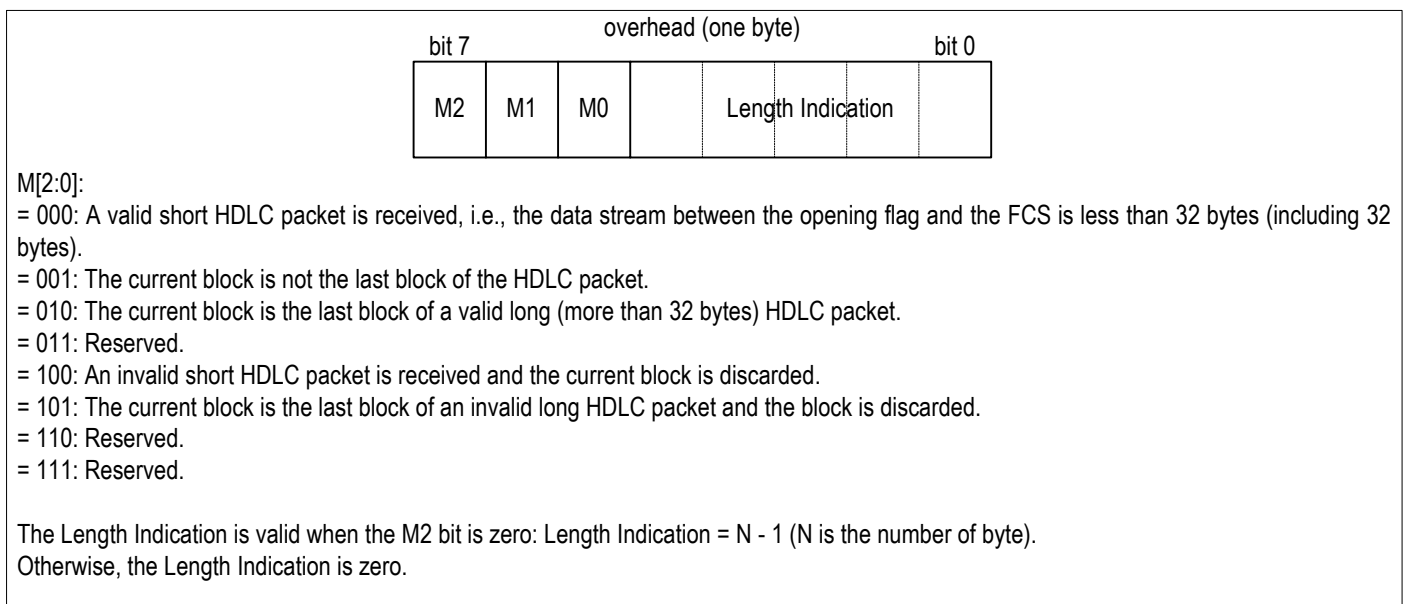 overhead (one byte)
bit 7 bit 0
M2 M1 M0 Length Indication
M[2:0]:
= 000: A valid short HDLC packet is received, i.e., the data stream between the opening flag and the FCS is less than 32 bytes (including 32
bytes).
= 001: The current block is not the last block of the HDLC packet.
= 010: The current block is the last block of a valid long (more than 32 bytes) HDLC packet.
= 011: Reserved.
= 100: An invalid short HDLC packet is received and the current block is discarded.
= 101: The current block is the last block of an invalid long HDLC packet and the block is discarded.
= 110: Reserved.
= 111: Reserved.
The Length Indication is valid when the M2 bit is zero: Length Indication = N - 1 (N is the number of byte).
Otherwise, the Length Indication is zero.